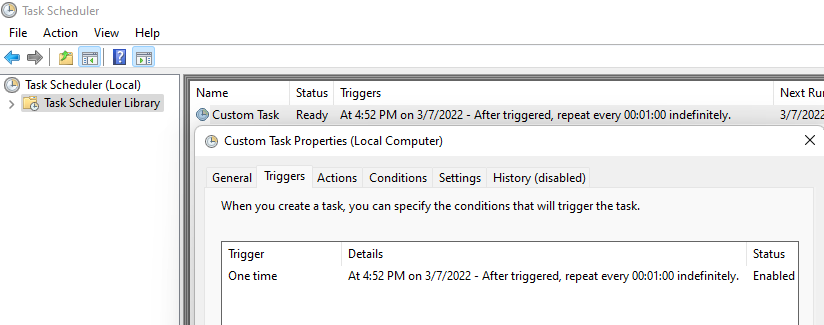 Task Scheduler
File Action View Help
Task Scheduler (Local)
Task Scheduler Library
Name Status Triggers Next Run
Custom Task Ready At 4:52 PM on 3/7/2022 - After triggered, repeat every 00:01:00 indefinitely. 3/7/2022
Custom Task Properties (Local Computer)
General Triggers Actions Conditions Settings History (disabled)
When you create a task, you can specify the conditions that will trigger the task.
Trigger Details Status
One time At 4:52 PM on 3/7/2022 - After triggered, repeat every 00:01:00 indefinitely. Enabled